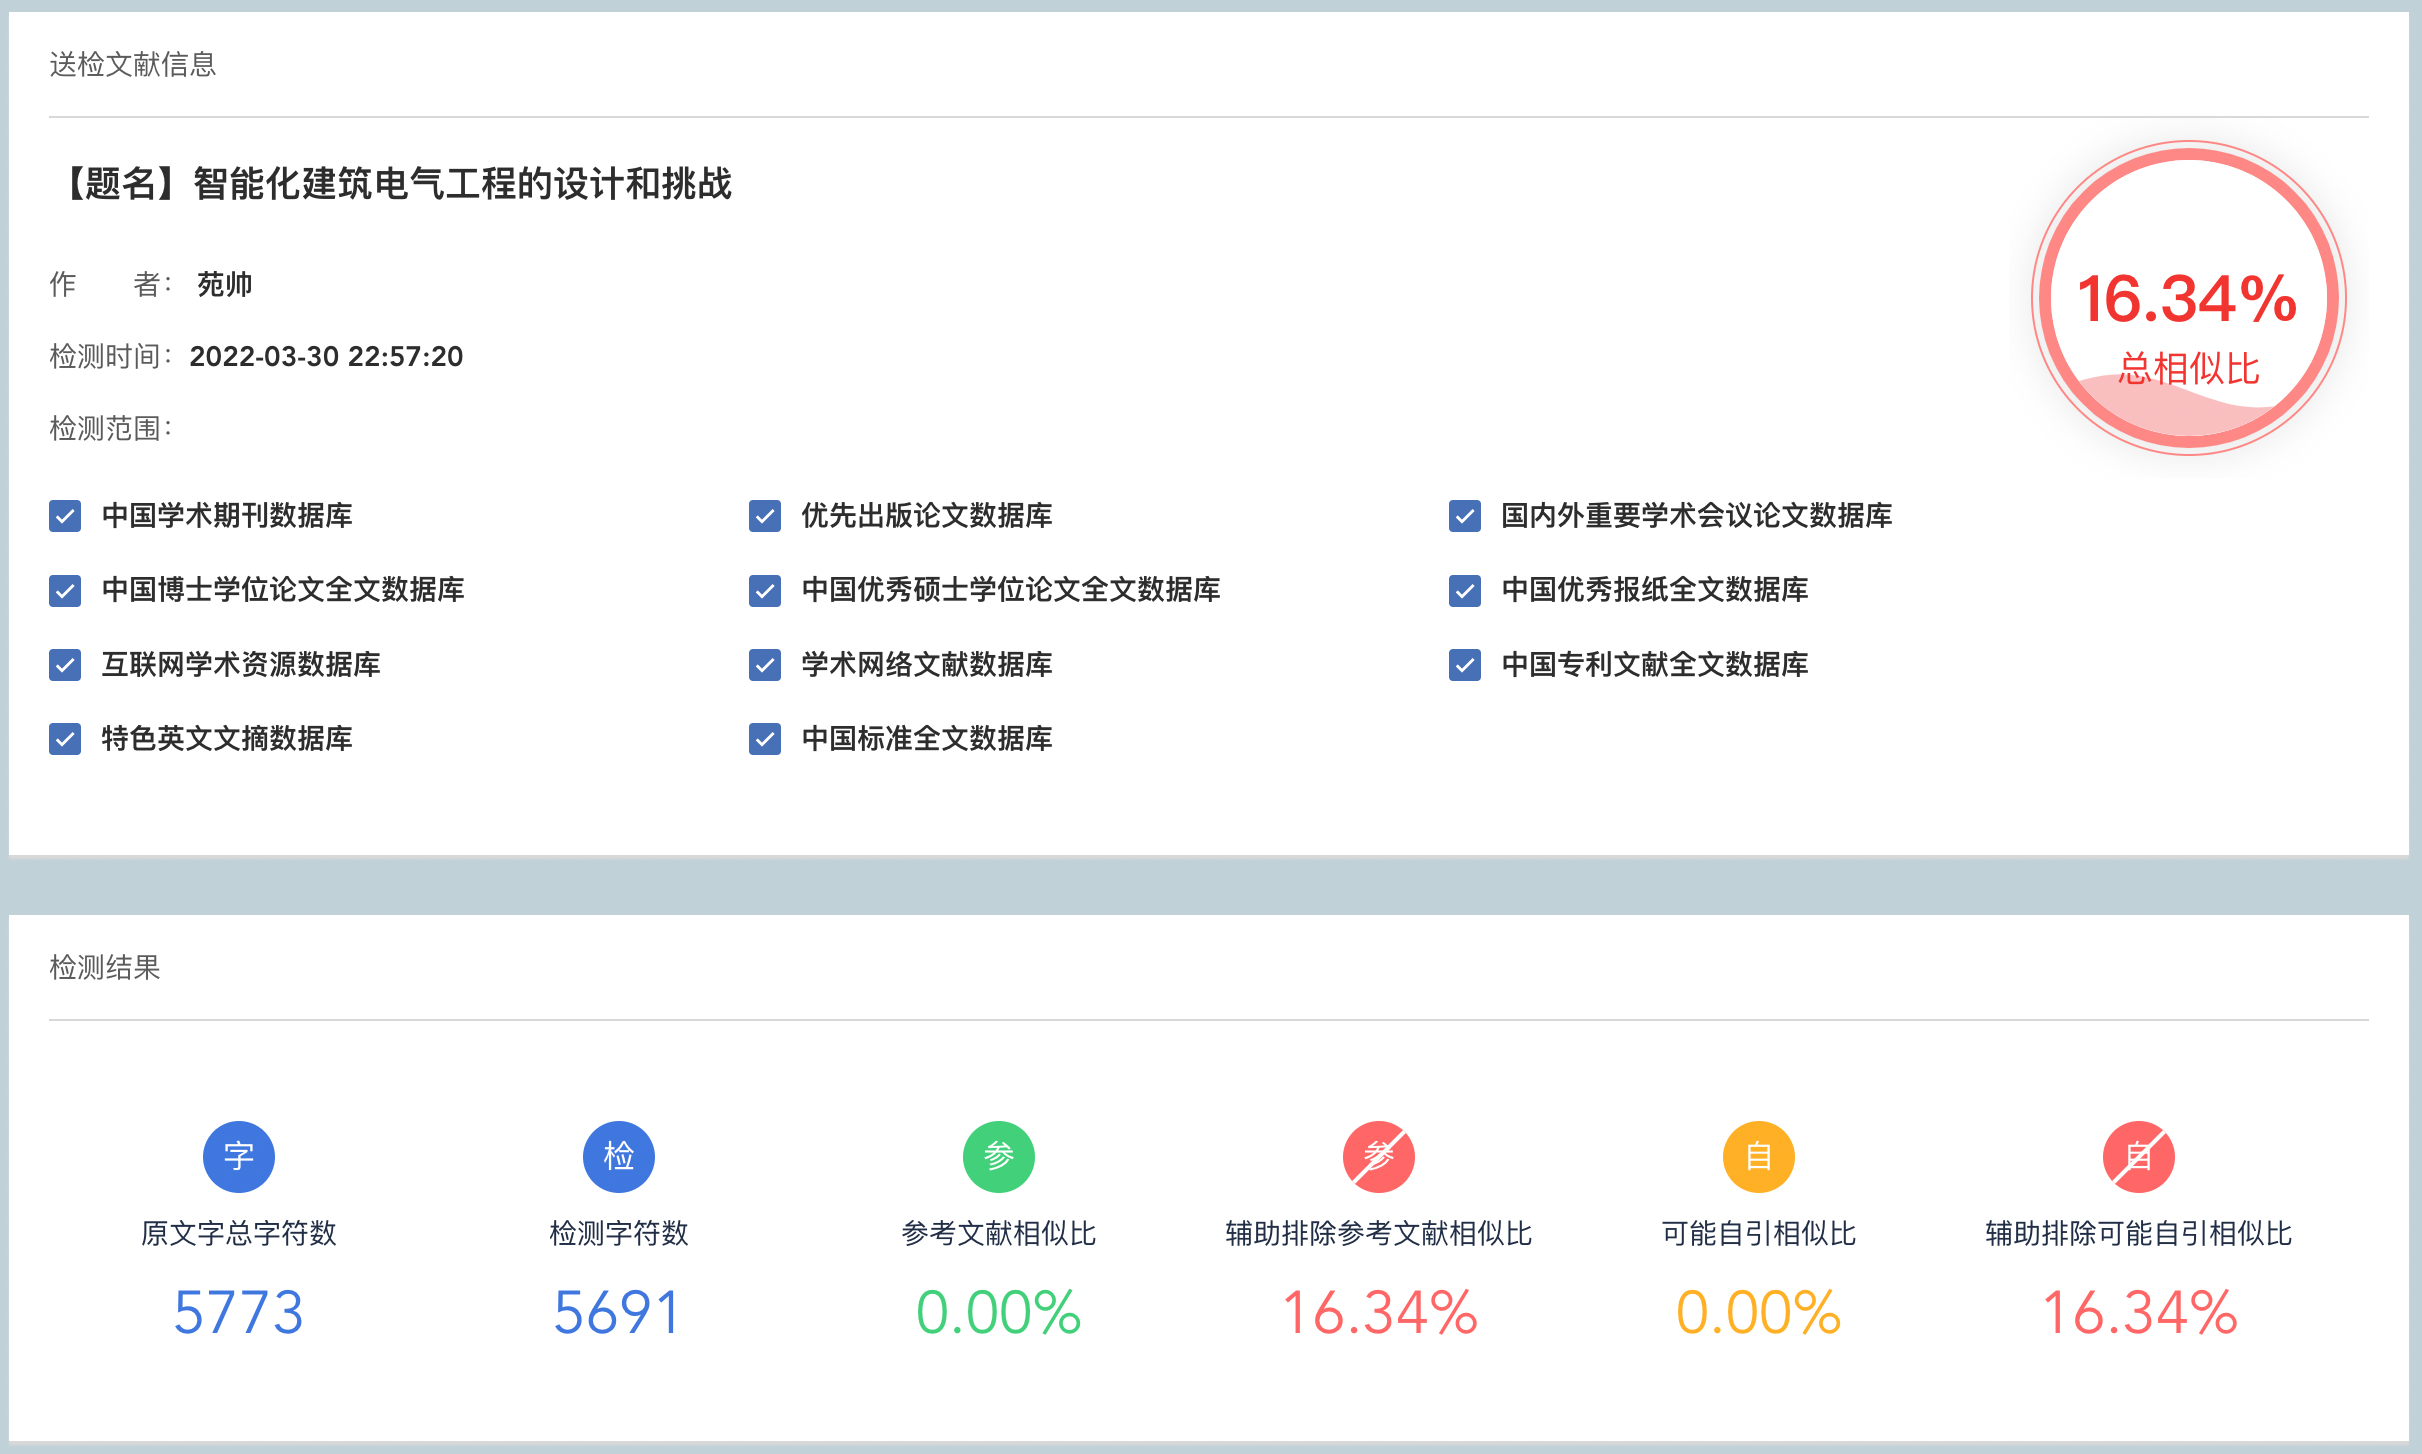 送检文献信息
【题名】智能化建筑电气工程的设计和挑战
作 者： 苑帅
检测时间：2022-03-30 22:57:20
检测范围：
16.34%
总相似比
中国学术期刊数据库
优先出版论文数据库
国内外重要学术会议论文数据库
中国博士学位论文全文数据库
中国优秀硕士学位论文全文数据库
中国优秀报纸全文数据库
互联网学术资源数据库
学术网络文献数据库
中国专利文献全文数据库
特色英文文摘数据库
中国标准全文数据库
检测结果
字
检
参
参
自
自
原文字总字符数
检测字符数
参考文献相似比
辅助排除参考文献相似比
可能自引相似比
辅助排除可能自引相似比
5773
5691
0.00%
16.34%
0.00%
16.34%